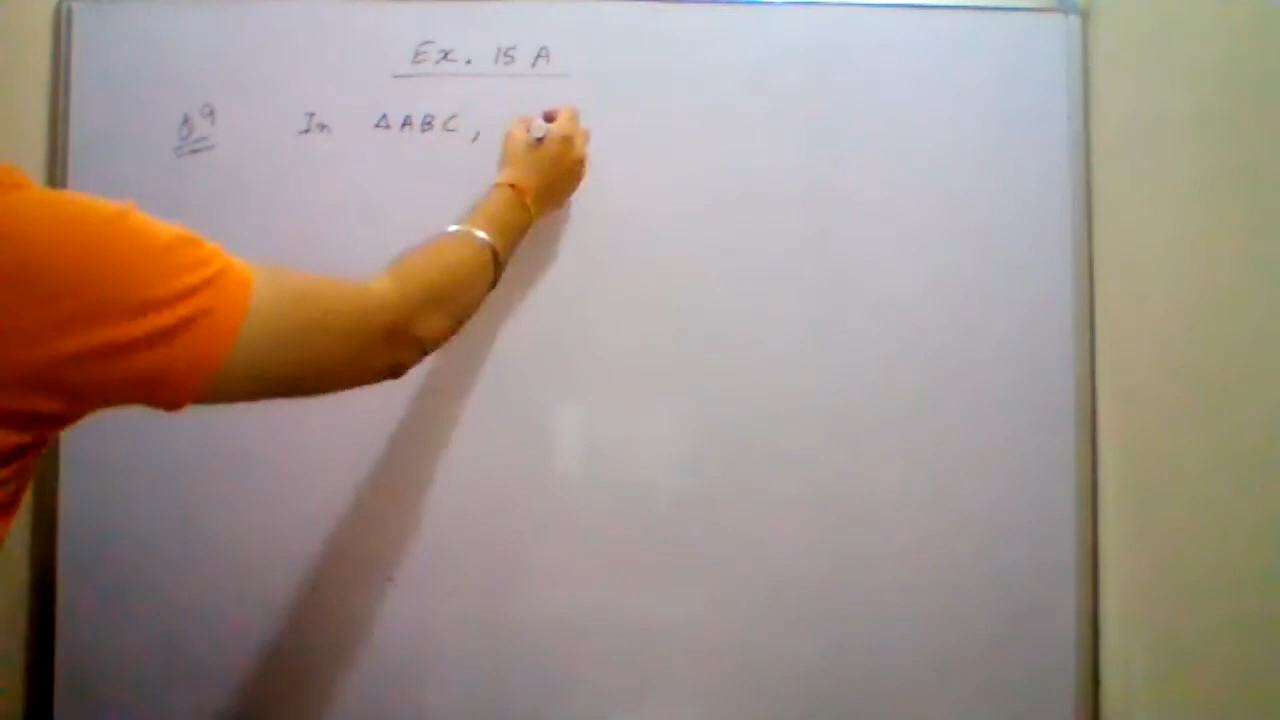 Ex. 15 A
Q9 In ΔABC,